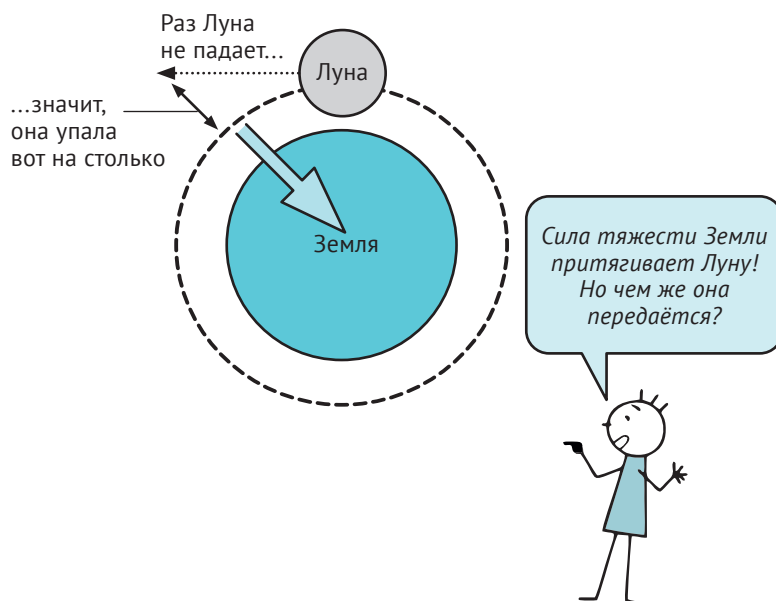 Раз Луна
не падает...
Луна
...значит,
она упала
вот на столько
Земля
Сила тяжести Земли
притягивает Луну!
Но чем же она
передаётся?